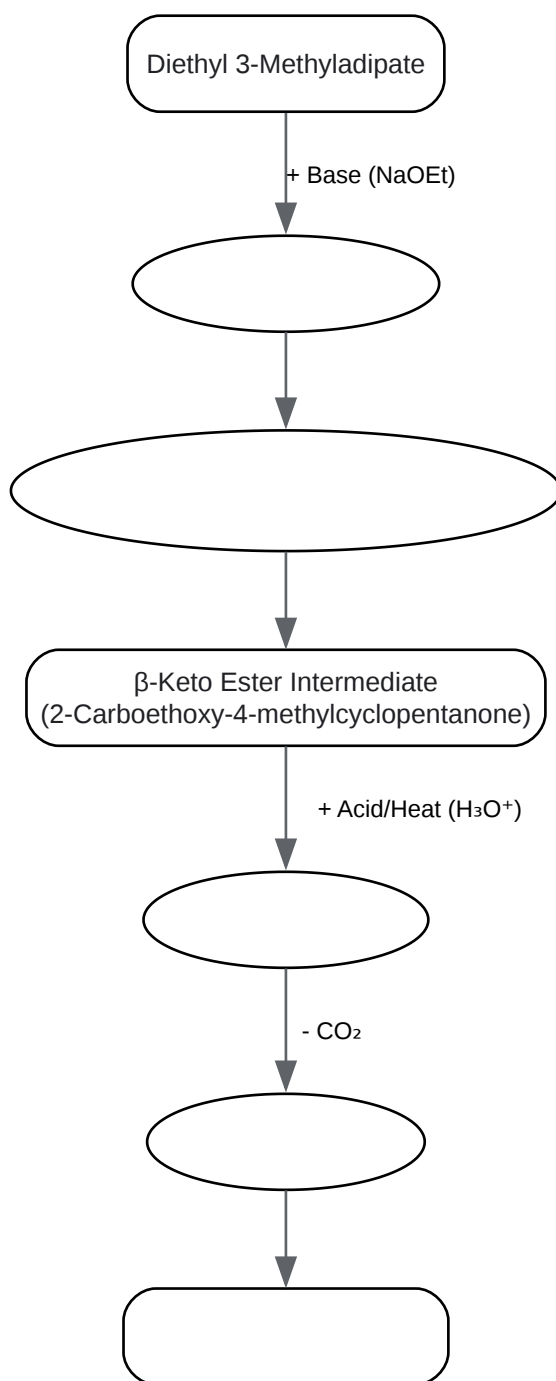 Diethyl 3-Methyladipate
+ Base (NaOEt)
β-Keto Ester Intermediate
(2-Carboethoxy-4-methylcyclopentanone)
+ Acid/Heat (H₃O⁺)
- CO₂